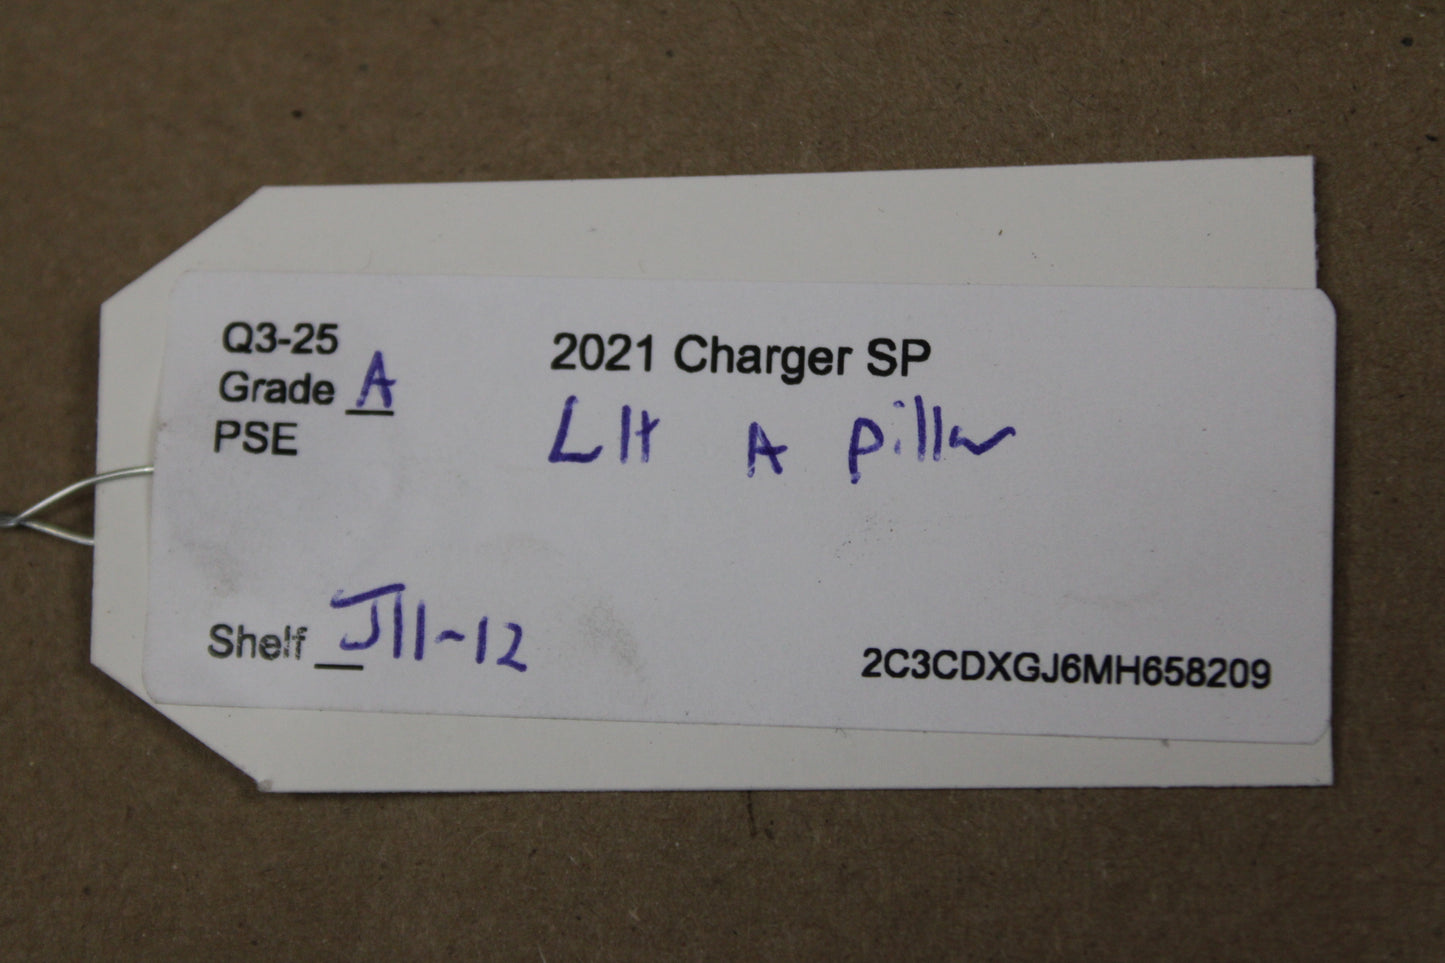 Q3-25
Grade A
PSE
2021 Charger SP
LH A pillar
Shelf J11-12
2C3CDXGJ6MH658209